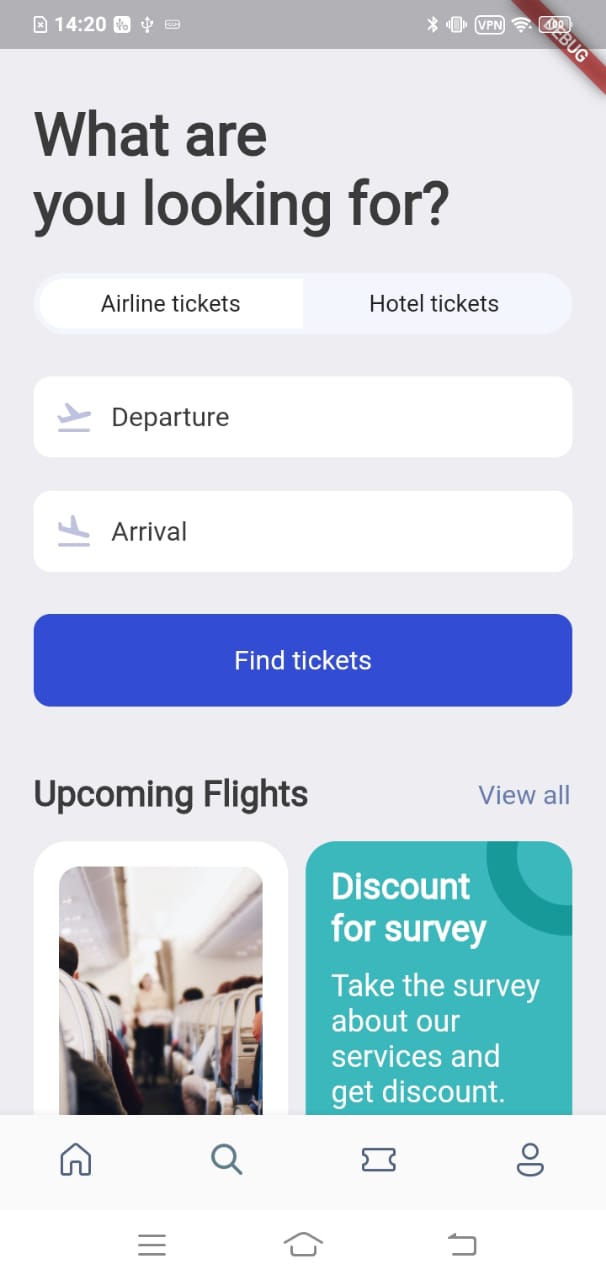 14:20
VPN
100
DEBUG
What are
you looking for?
Airline tickets
Hotel tickets
Departure
Arrival
Find tickets
Upcoming Flights
View all
Discount
for survey
Take the survey
about our
services and
get discount.